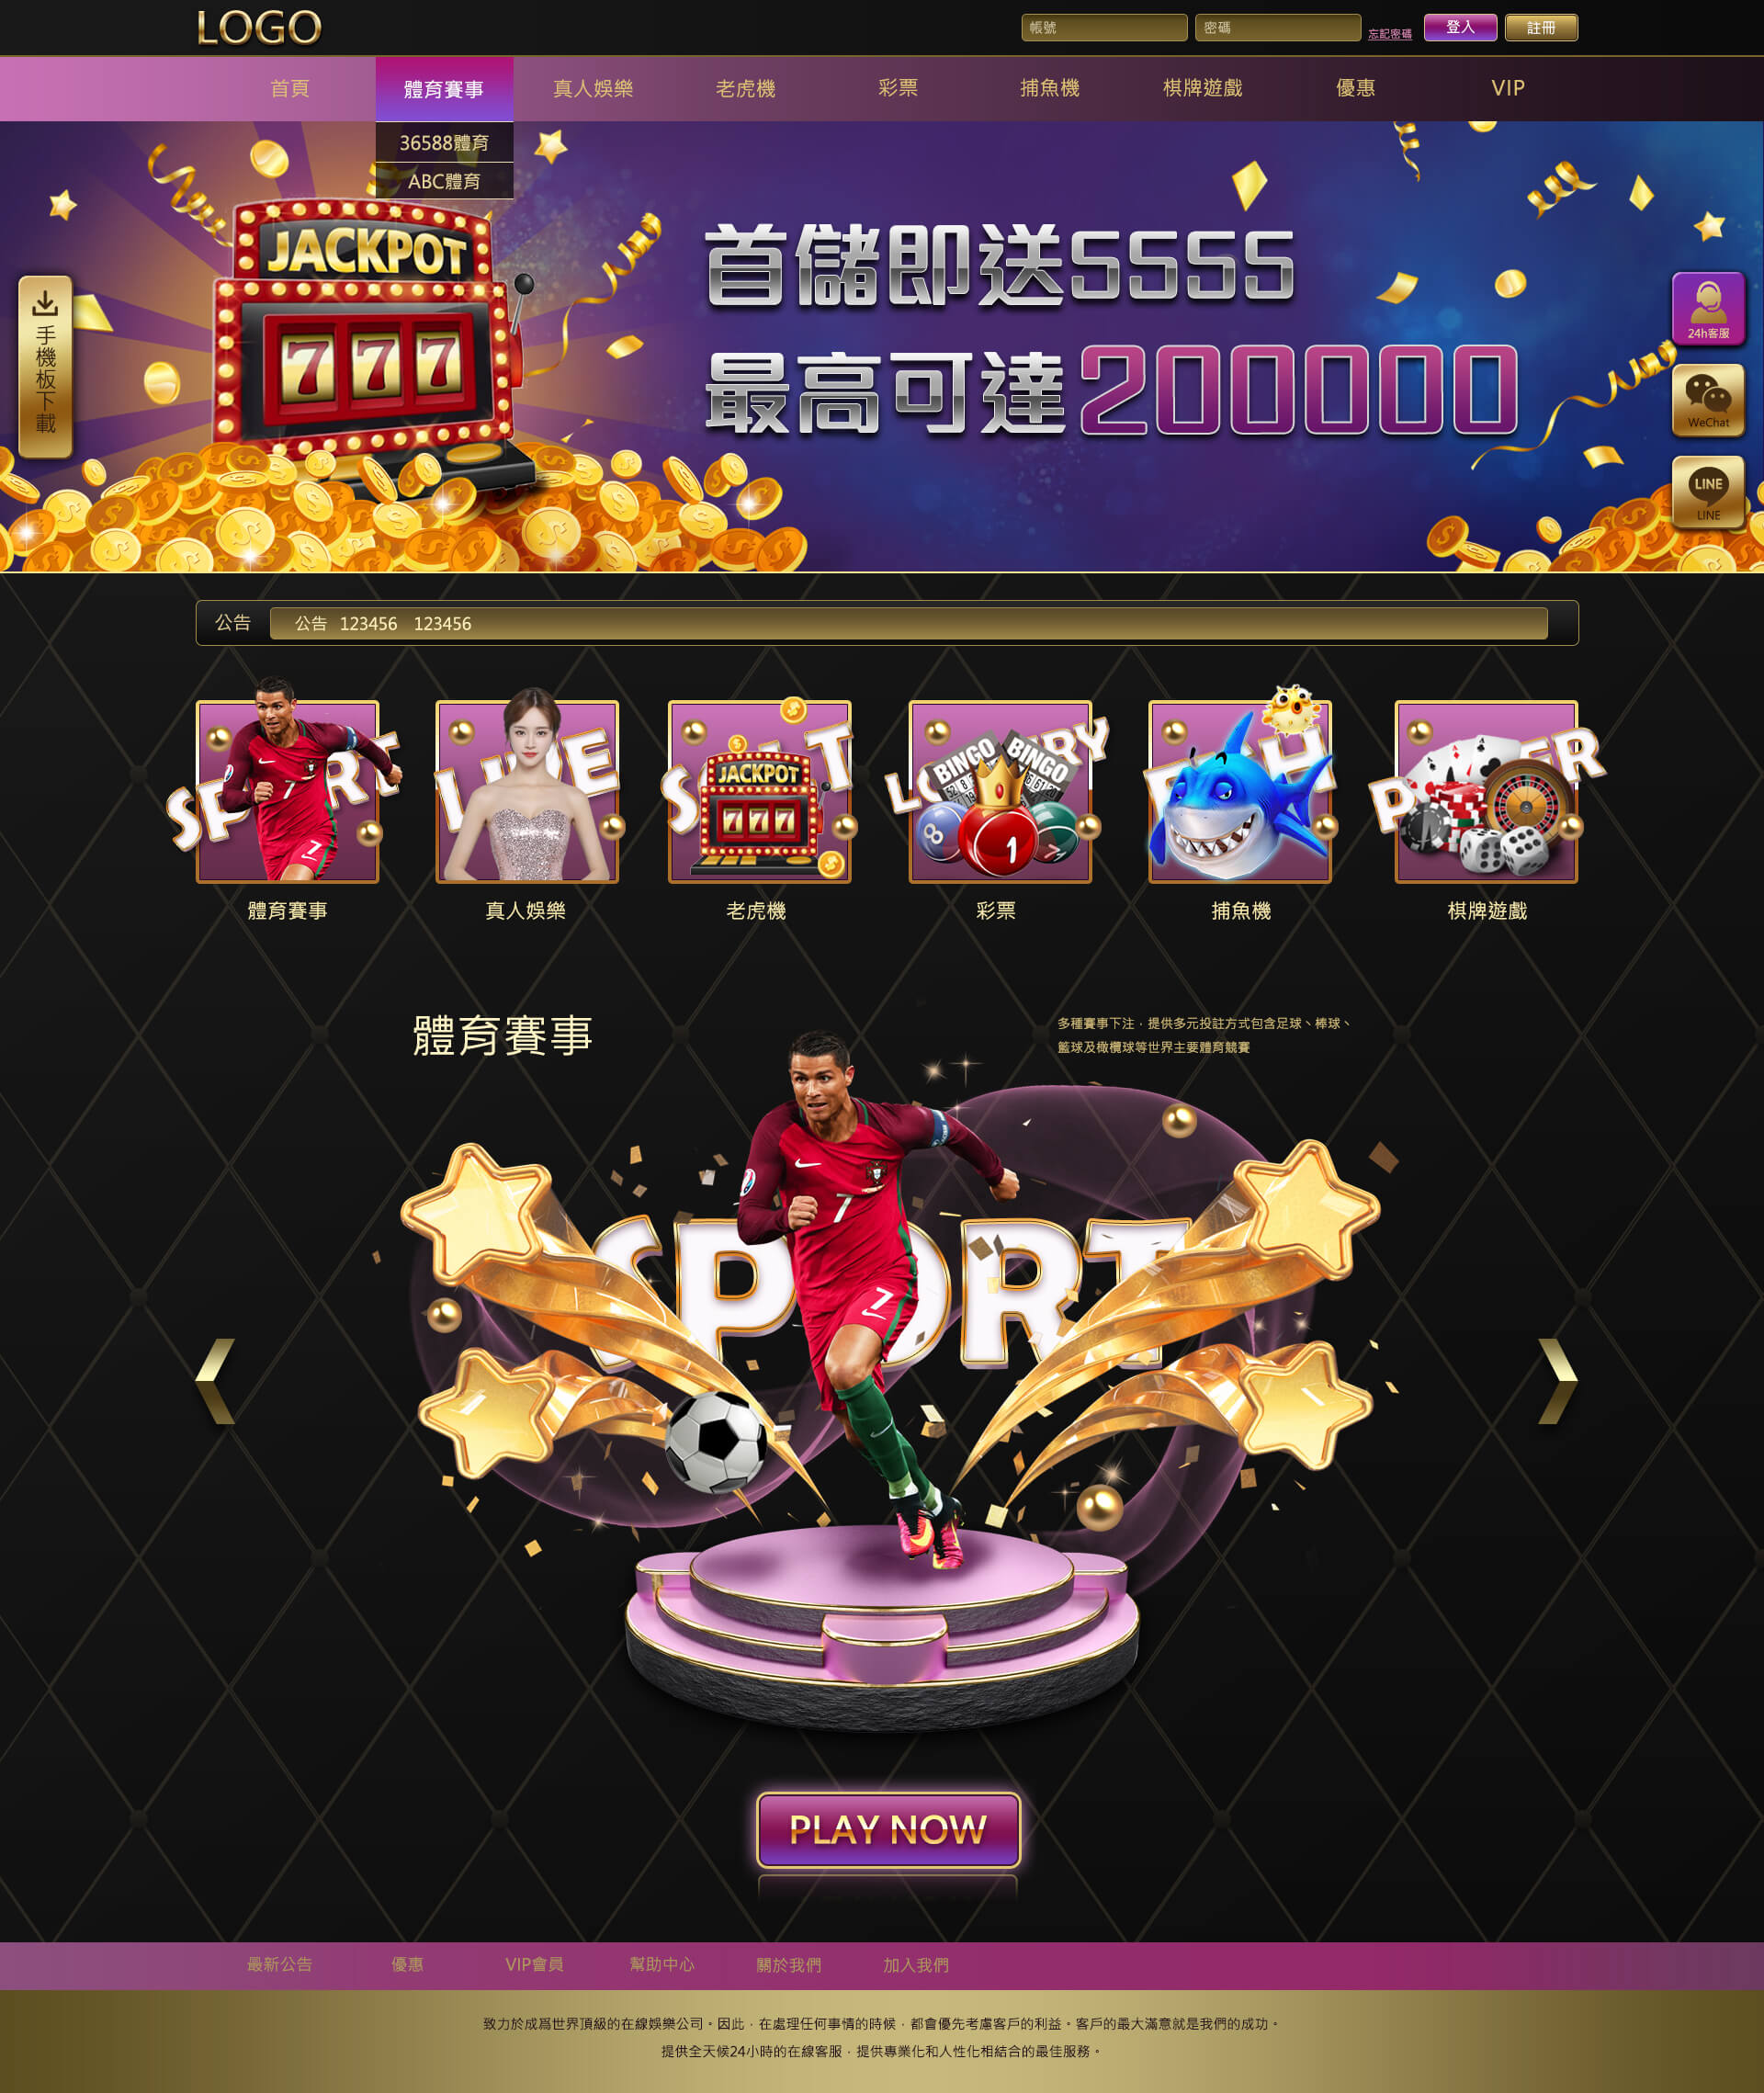 LOGO
帳號
密碼
忘記密碼
登入
註冊
首頁
體育賽事
真人娛樂
老虎機
彩票
捕魚機
棋牌遊戲
優惠
VIP
36588體育
ABC體育
JACKPOT
777
首儲即送5555
最高可達200000
手機板下載
24h客服
WeChat
LINE
LINE
公告
公告 123456 123456
SPORT
7
7
LIVE
SLOT
JACKPOT
777
BINGO
BINGO
8
1
FISH
POKER
體育賽事
真人娛樂
老虎機
彩票
捕魚機
棋牌遊戲
體育賽事
多種賽事下注，提供多元投註方式包含足球、棒球、
籃球及橄欖球等世界主要體育競賽
SPORT
7
7
PLAY NOW
最新公告
優惠
VIP會員
幫助中心
關於我們
加入我們
致力於成爲世界頂級的在線娛樂公司。因此，在處理任何事情的時候，都會優先考慮客戶的利益。客戶的最大滿意就是我們的成功。
提供全天候24小時的在線客服，提供專業化和人性化相結合的最佳服務。